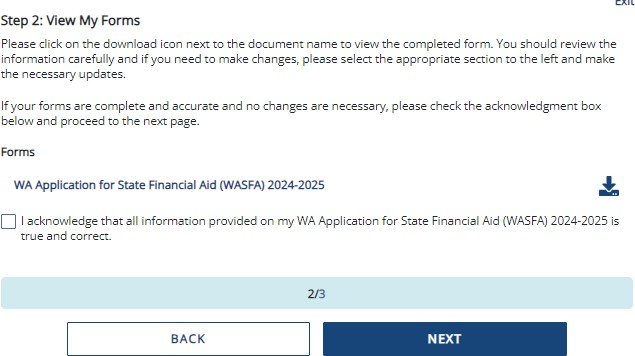 Exit
Step 2: View My Forms
Please click on the download icon next to the document name to view the completed form. You should review the
information carefully and if you need to make changes, please select the appropriate section to the left and make
the necessary updates.
If your forms are complete and accurate and no changes are necessary, please check the acknowledgment box
below and proceed to the next page.
Forms
WA Application for State Financial Aid (WASFA) 2024-2025
I acknowledge that all information provided on my WA Application for State Financial Aid (WASFA) 2024-2025 is
true and correct.
2/3
BACK
NEXT